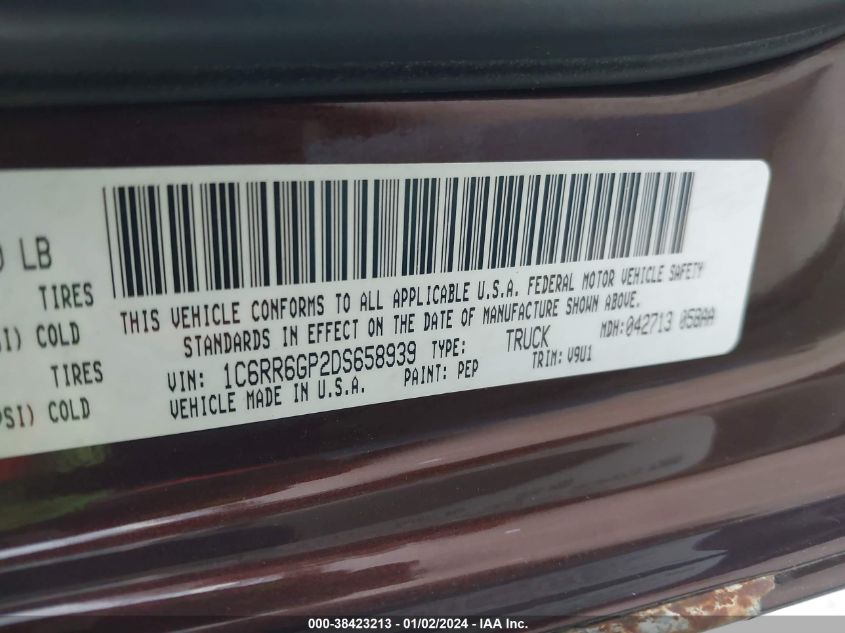 0 LB
TIRES
SI) COLD
TIRES
PSI) COLD
THIS VEHICLE CONFORMS TO ALL APPLICABLE U.S.A. FEDERAL MOTOR VEHICLE SAFETY
STANDARDS IN EFFECT ON THE DATE OF MANUFACTURE SHOWN ABOVE.
VIN: 1C6RR6GP2DS658939 TYPE: TRUCK MDH:042713 05BAA
VEHICLE MADE IN U.S.A. PAINT: PEP TRIM: V9U1
000-38423213 - 01/02/2024 - IAA Inc.